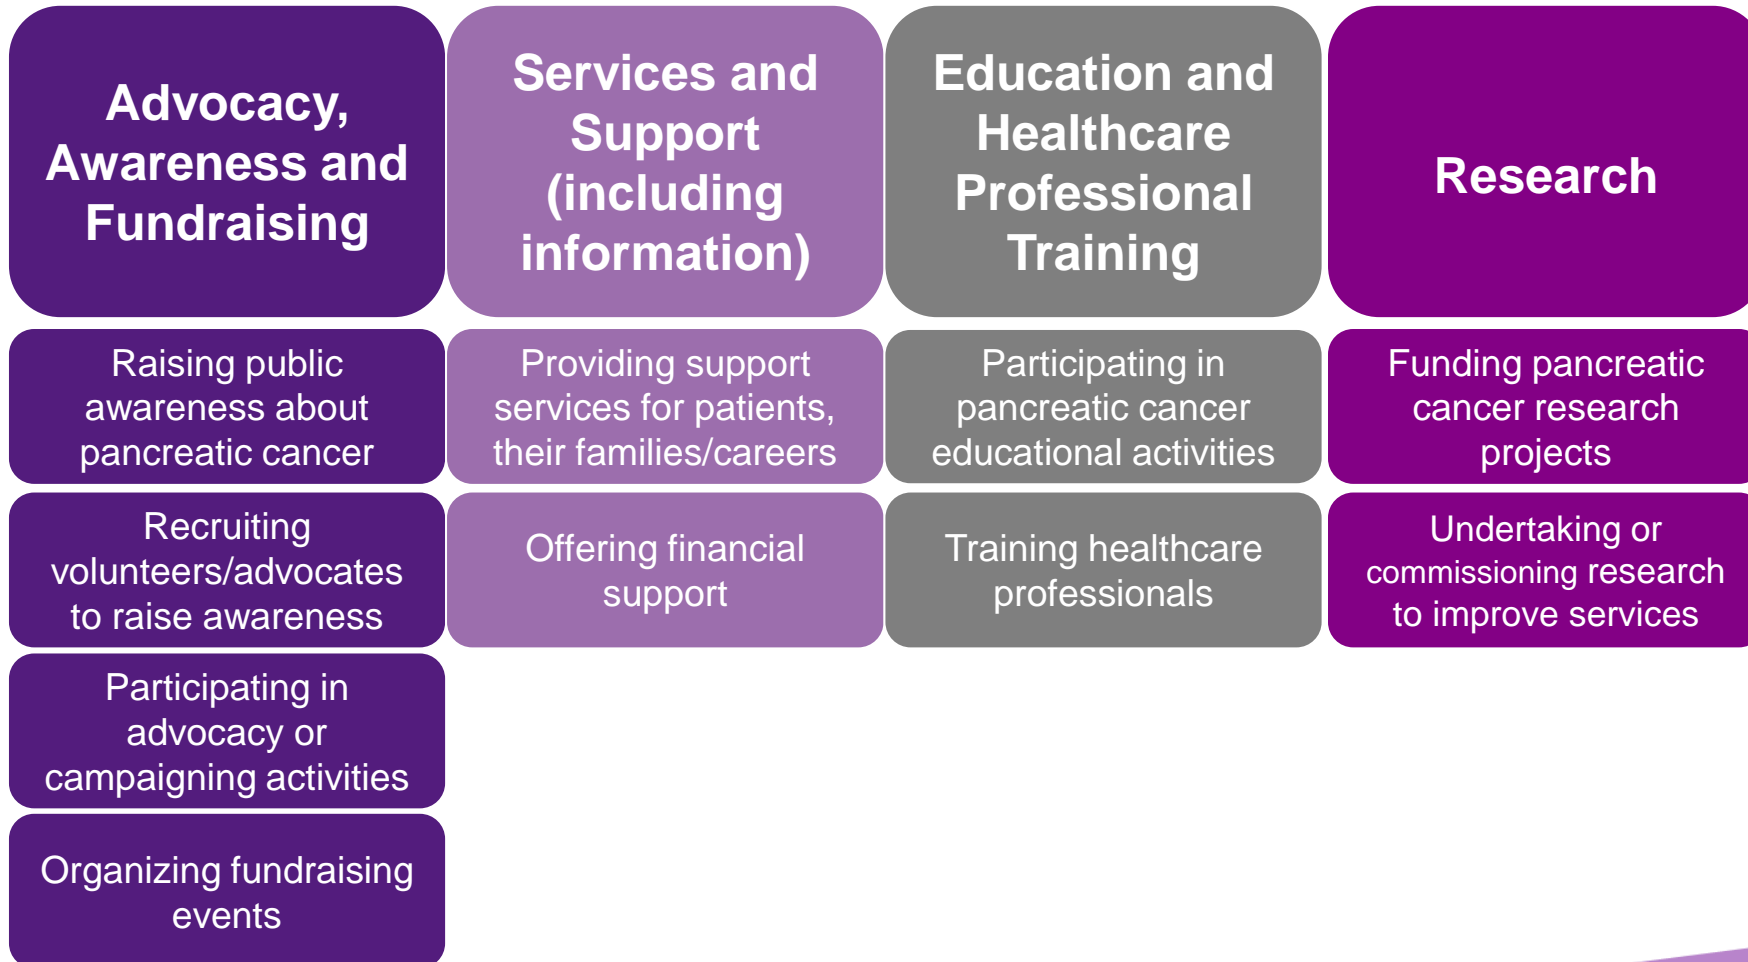 Advocacy,
Awareness and
Fundraising
Services and
Support
(including
information)
Education and
Healthcare
Professional
Training
Research
Raising public
awareness about
pancreatic cancer
Providing support
services for patients,
their families/careers
Participating in
pancreatic cancer
educational activities
Funding pancreatic
cancer research
projects
Recruiting
volunteers/advocates
to raise awareness
Offering financial
support
Training healthcare
professionals
Undertaking or
commissioning research
to improve services
Participating in
advocacy or
campaigning activities
Organizing fundraising
events